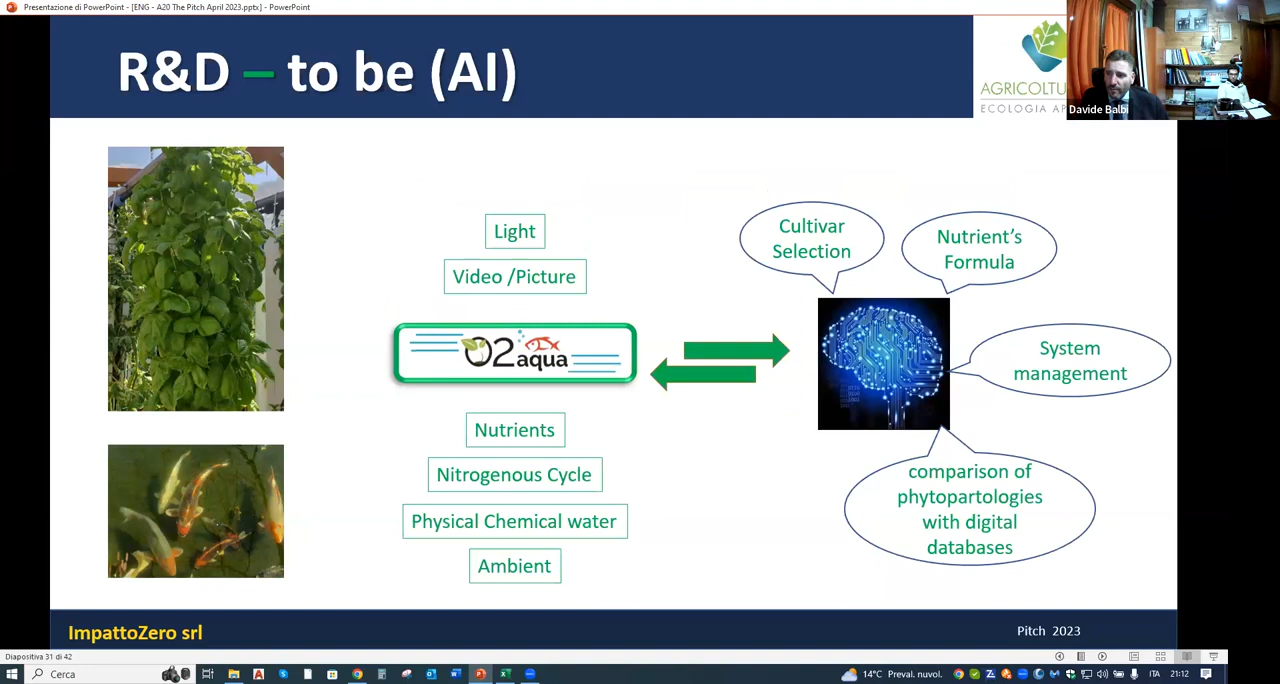 Presentazione di PowerPoint - [ENG - A20 The Pitch April 2023.pptx] - PowerPoint
R&D – to be (AI)
AGRICOLTU
ECOLOGIA AP
Davide Balbi
Light
Video /Picture
O2aqua
Nutrients
Nitrogenous Cycle
Physical Chemical water
Ambient
Cultivar
Selection
Nutrient's
Formula
System
management
comparison of
phytopartologies
with digital
databases
ImpattoZero srl
Pitch 2023
Diapositiva 31 di 42
Cerca
14°C Preval. nuvol.
ITA
21:12